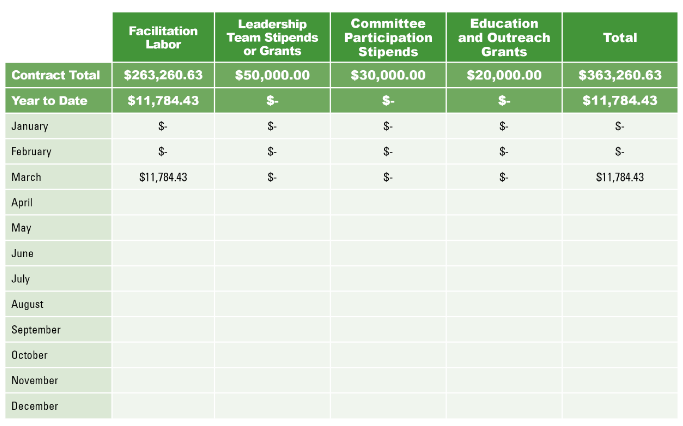 Facilitation Labor | Leadership Team Stipends or Grants | Committee Participation Stipends | Education and Outreach Grants | Total
Contract Total $263,260.63 $50,000.00 $30,000.00 $20,000.00 $363,260.63
Year to Date $11,784.43 $- $- $- $11,784.43
January $- $- $- $- $-
February $- $- $- $- $-
March $11,784.43 $- $- $- $11,784.43
April
May
June
July
August
September
October
November
December